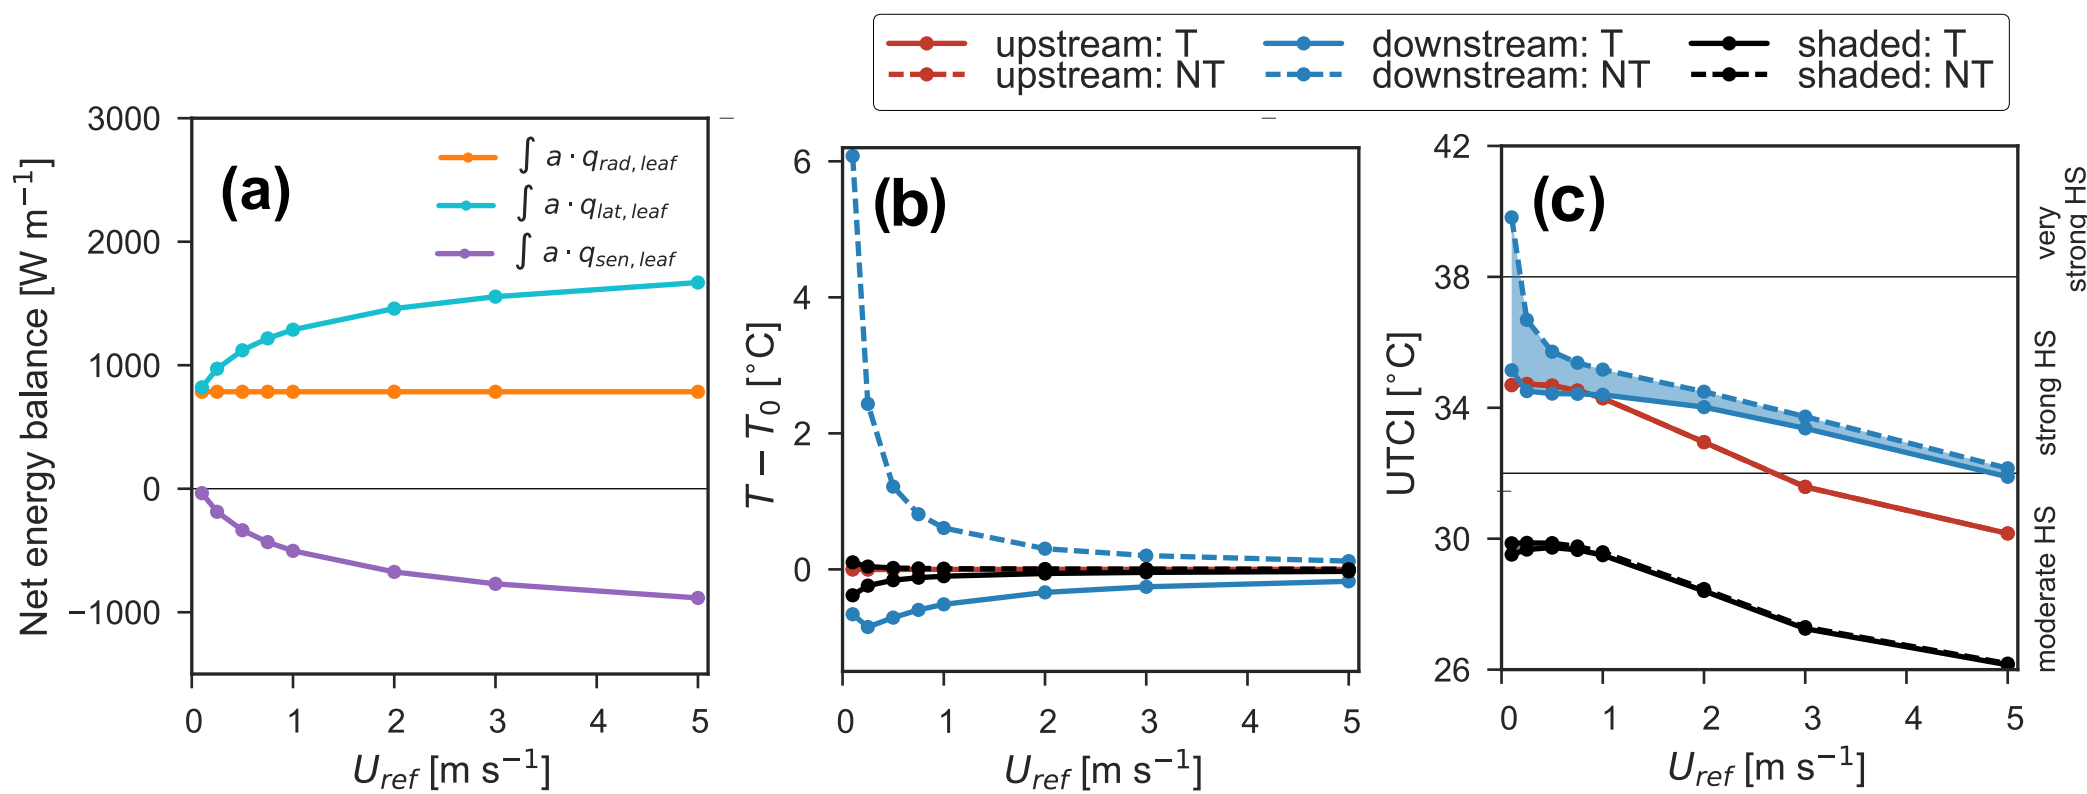 upstream: T
downstream: T
shaded: T
upstream: NT
downstream: NT
shaded: NT
(a)
∫ a · q_rad, leaf
∫ a · q_lat, leaf
∫ a · q_sen, leaf
Net energy balance [W m⁻¹]
3000
2000
1000
0
−1000
0 1 2 3 4 5
U_ref [m s⁻¹]
(b)
T − T₀ [°C]
6
4
2
0
0 1 2 3 4 5
U_ref [m s⁻¹]
(c)
UTCI [°C]
42
38
34
30
26
0 1 2 3 4 5
U_ref [m s⁻¹]
very
strong HS
strong HS
moderate HS